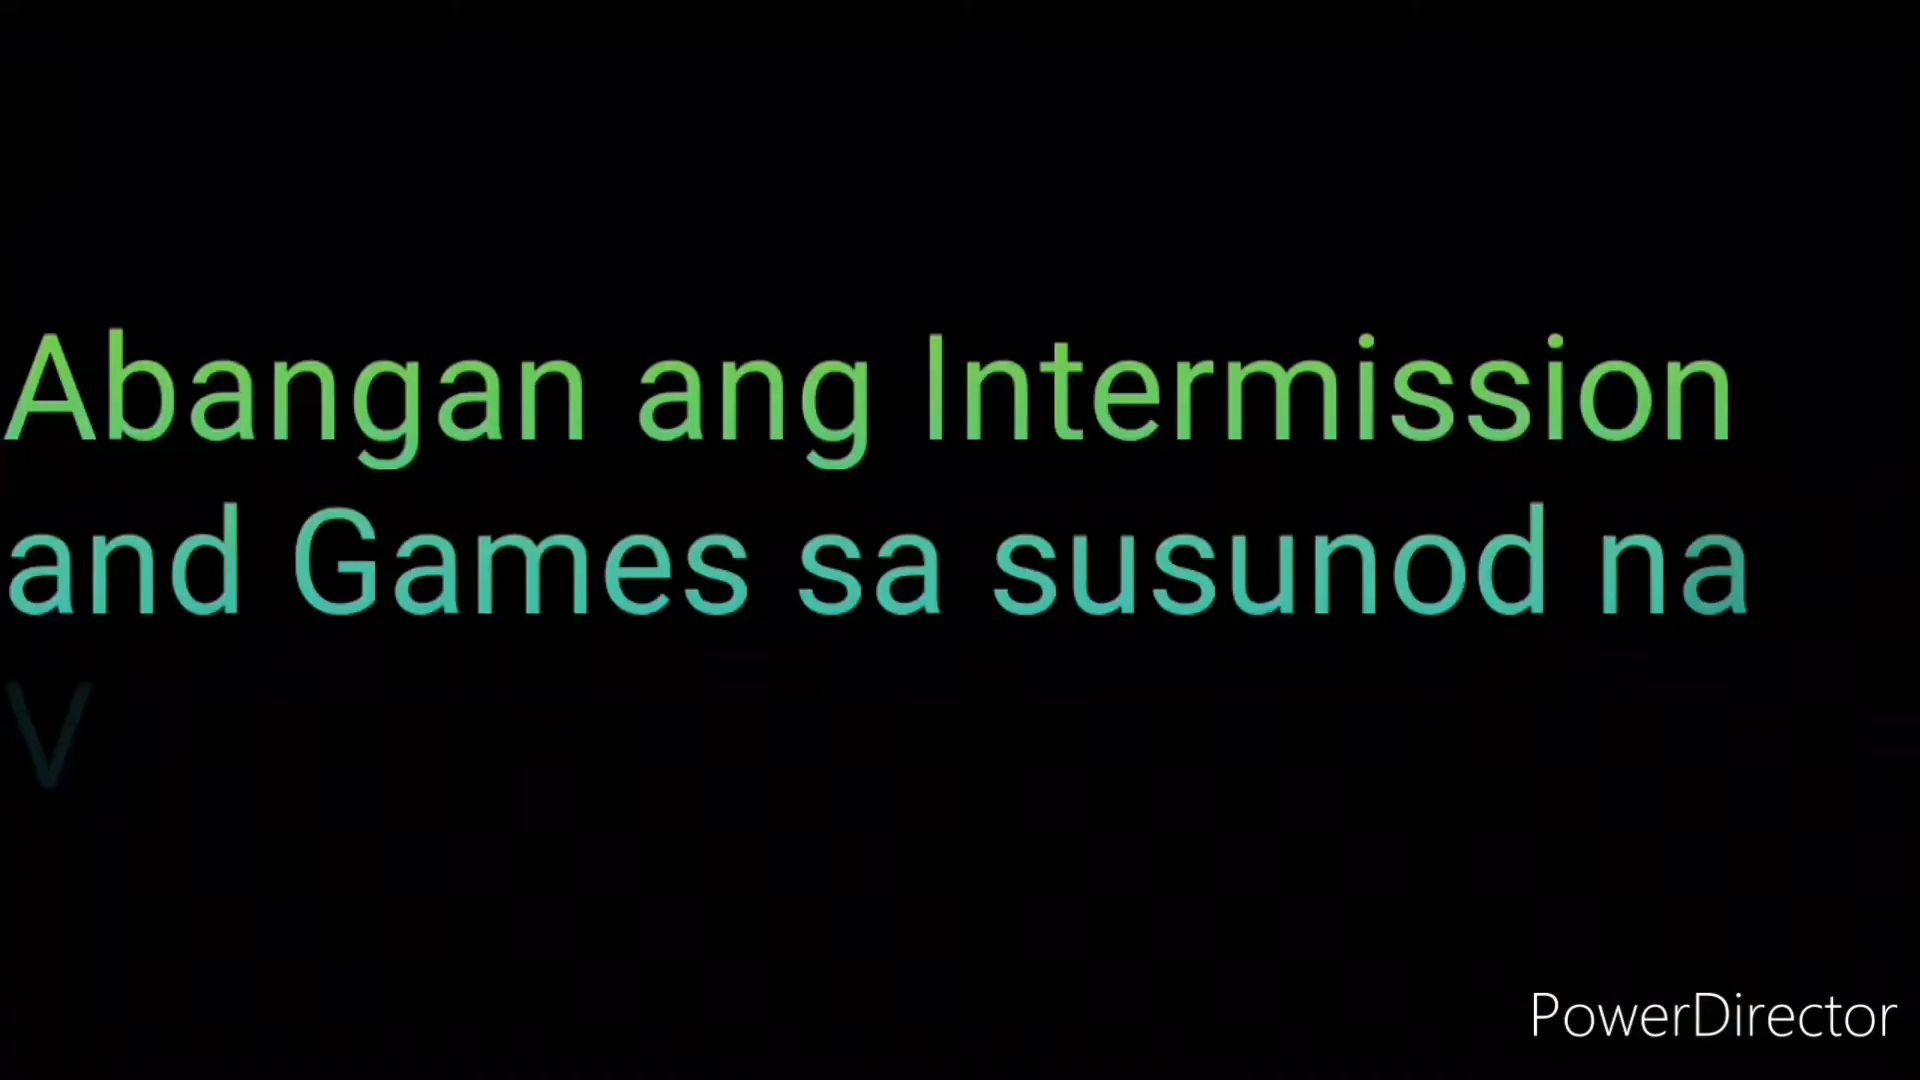 Abangan ang Intermission
and Games sa susunod na
V
PowerDirector